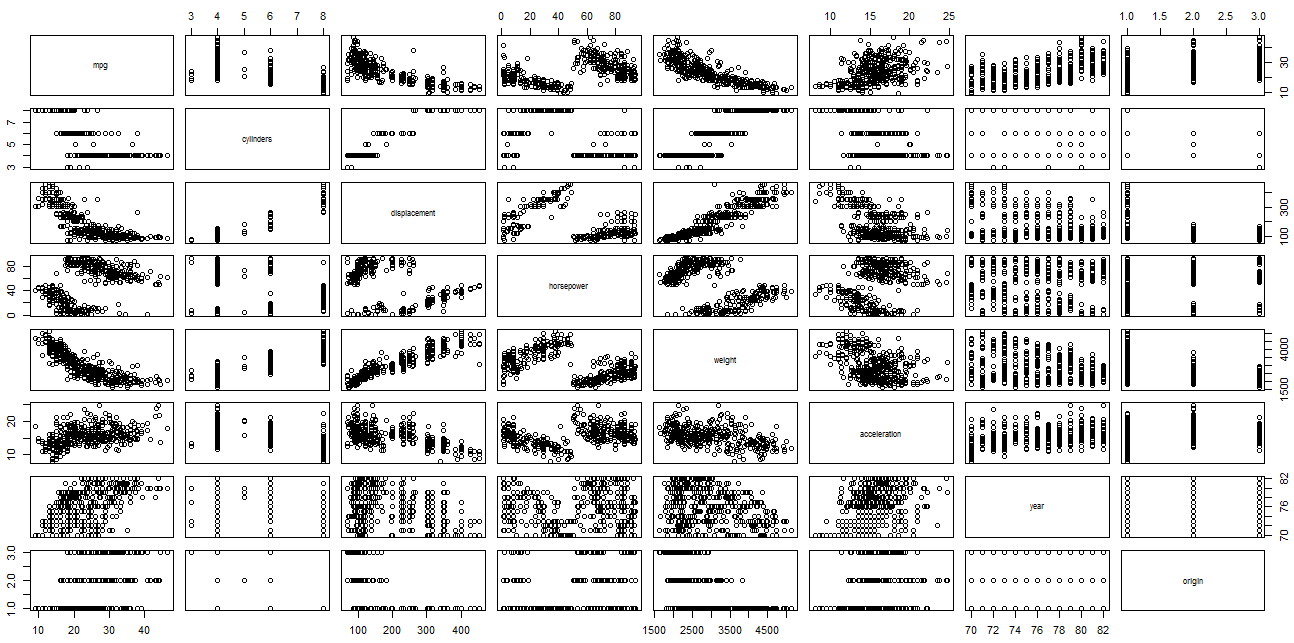 3 4 5 6 7 8
0 20 40 60 80
10 15 20 25
1.0 1.5 2.0 2.5 3.0
mpg
10 30
3 5 7
cylinders
displacement
100 300
0 40 80
horsepower
weight
1500 4000
10 20
acceleration
year
70 76 82
1.0 2.0 3.0
origin
10 20 30 40
100 200 300 400
1500 2500 3500 4500
70 72 74 76 78 80 82